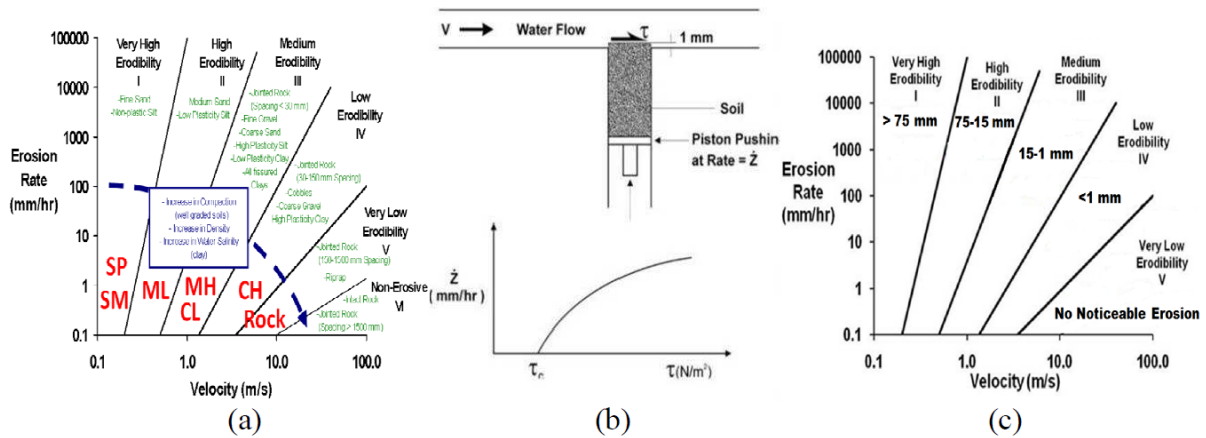 100000
10000
1000
100
10
1
0.1
Erosion
Rate
(mm/hr)
Very High
Erodibility
I
-Fine Sand
-Non-plastic Silt
High
Erodibility
II
Medium Sand
-Low Plasticity Silt
Medium
Erodibility
III
-Jointed Rock
(Spacing < 30 mm)
-Fine Gravel
-Coarse Sand
-High Plasticity Silt
-Low Plasticity Clay
-All fissured
Clays
Low
Erodibility
IV
-Jointed Rock
(30-150 mm Spacing)
-Cobbles
-Coarse Gravel
High Plasticity Clay
Very Low
Erodibility
V
-Jointed Rock
(150-1500 mm Spacing)
-Riprap
Non-Erosive
VI
-Intact Rock
-Jointed Rock
(Spacing > 1500 mm)
- Increase in Compaction
(well graded soils)
- Increase in Density
- Increase in Water Salinity
(clay)
SP
SM
ML
MH
CL
CH
Rock
0.1
1.0
10.0
100.0
Velocity (m/s)
(a)
V
Water Flow
τ
1 mm
Soil
Piston Pushin
at Rate = Ż
Ż
( mm/hr)
τc
τ(N/m²)
(b)
100000
10000
1000
100
10
1
0.1
Erosion
Rate
(mm/hr)
Very High
Erodibility
I
> 75 mm
High
Erodibility
II
75-15 mm
Medium
Erodibility
III
15-1 mm
Low
Erodibility
IV
<1 mm
Very Low
Erodibility
V
No Noticeable Erosion
0.1
1.0
10.0
100.0
Velocity (m/s)
(c)